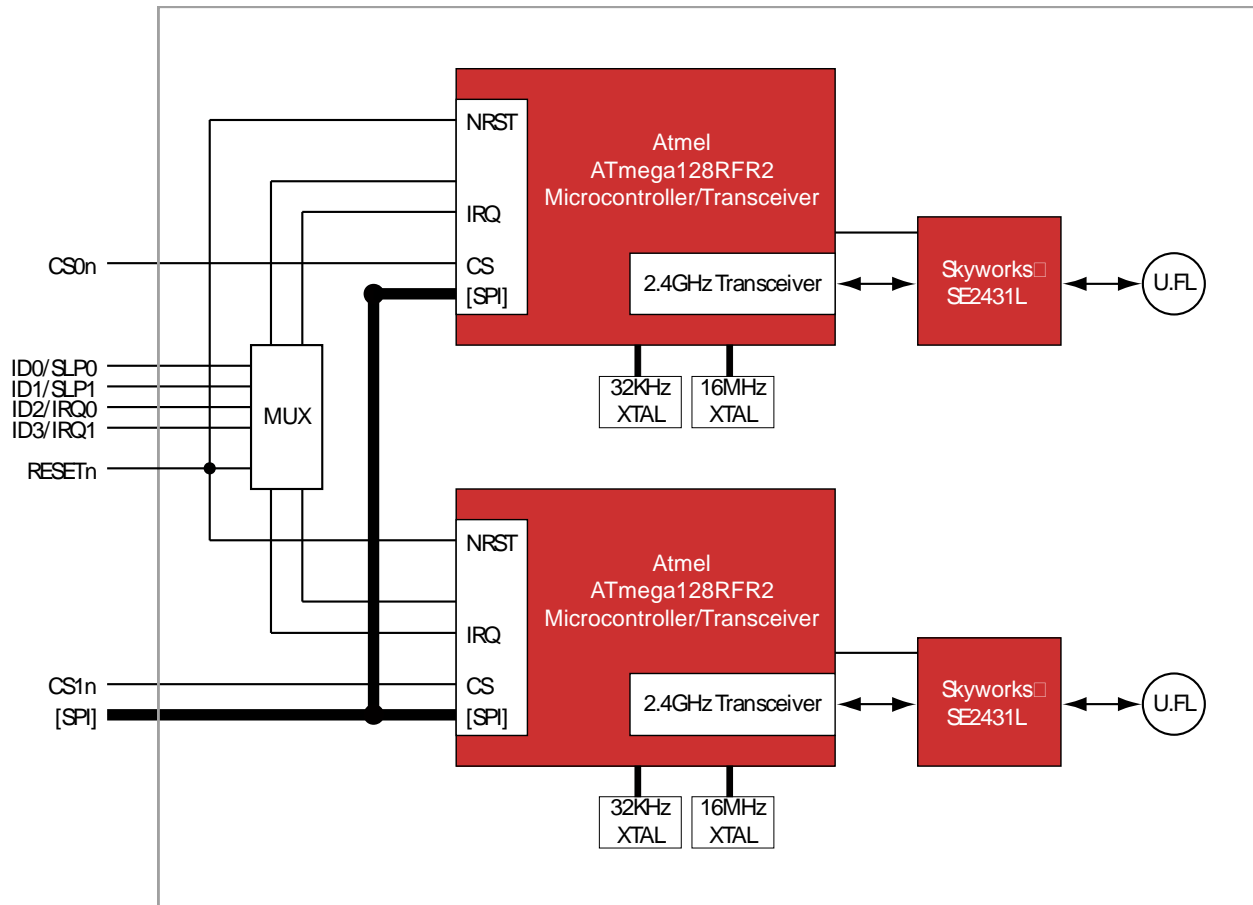 NRST
IRQ
CS
[SPI]
Atmel
ATmega128RFR2
Microcontroller/Transceiver
2.4GHz Transceiver
Skyworks□
SE2431L
U.FL
32KHz
XTAL
16MHz
XTAL
CS0n
ID0/SLP0
ID1/SLP1
ID2/IRQ0
ID3/IRQ1
RESETn
MUX
NRST
IRQ
CS
[SPI]
Atmel
ATmega128RFR2
Microcontroller/Transceiver
2.4GHz Transceiver
Skyworks□
SE2431L
U.FL
32KHz
XTAL
16MHz
XTAL
CS1n
[SPI]